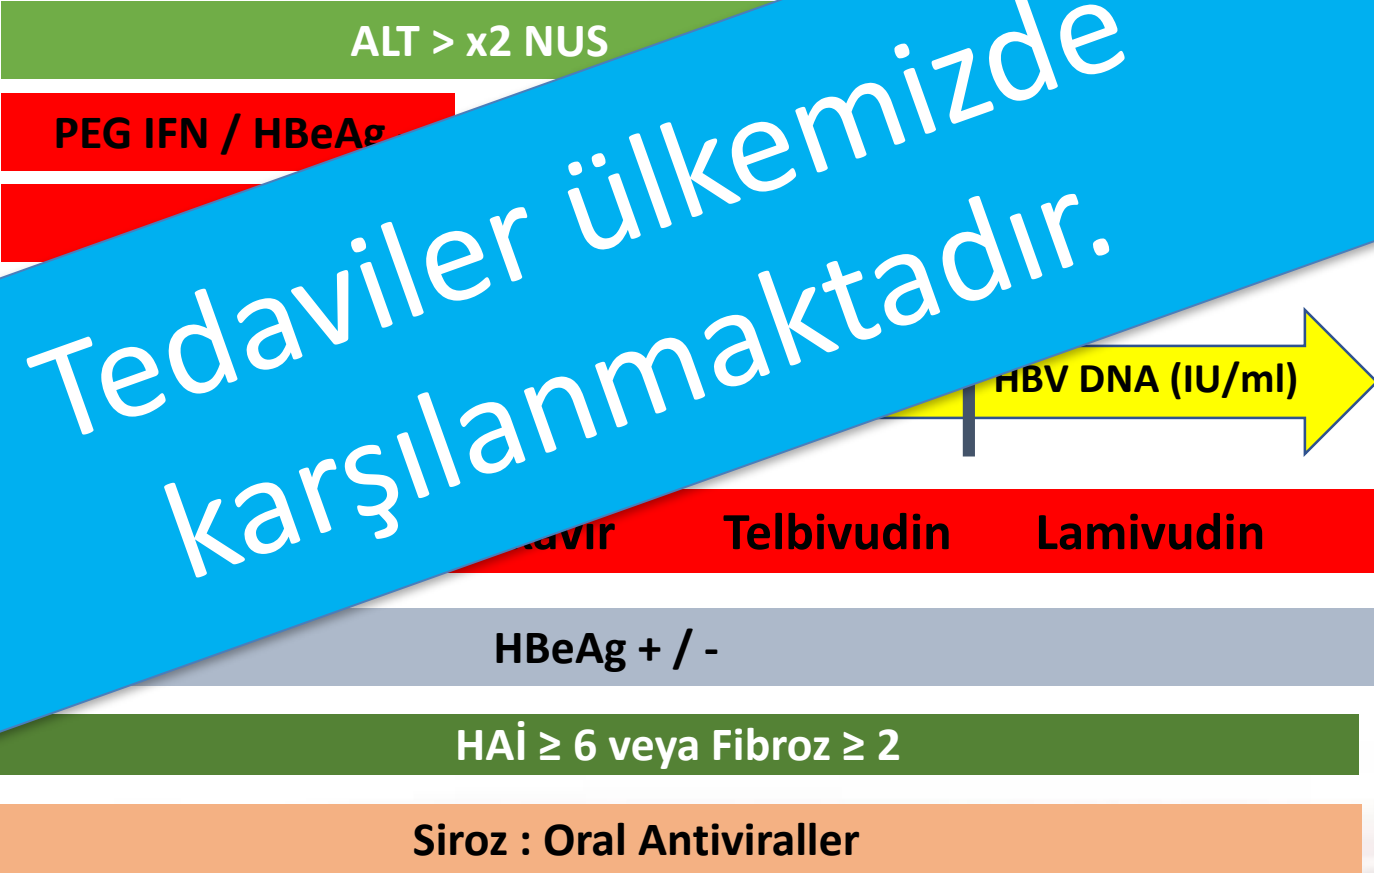 ALT > x2 NUS
PEG IFN / HBeAg
Tedaviler ülkemizde
karşılanmaktadır.
HBV DNA (IU/ml)
Telbivudin Lamivudin
HBeAg + / -
HAİ ≥ 6 veya Fibroz ≥ 2
Siroz : Oral Antiviraller